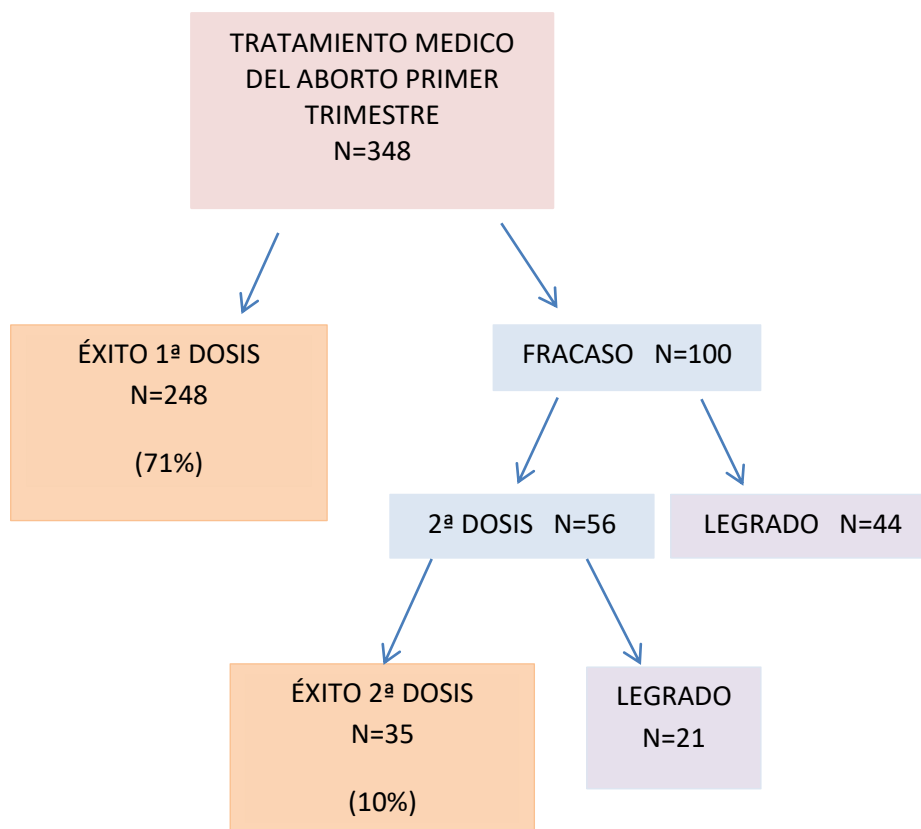 TRATAMIENTO MEDICO
DEL ABORTO PRIMER
TRIMESTRE
N=348
ÉXITO 1ª DOSIS
N=248
(71%)
FRACASO N=100
2ª DOSIS N=56
LEGRADO N=44
ÉXITO 2ª DOSIS
N=35
(10%)
LEGRADO
N=21